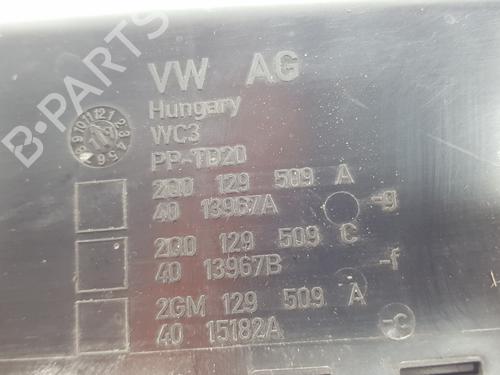 VW AG
Hungary
WC3
PP-TD20
2Q0 129 509 A
40 13967A -g
2Q0 129 509 C
40 13967B -f
2GM 129 509 A
40 15182A -c
B-PARTS